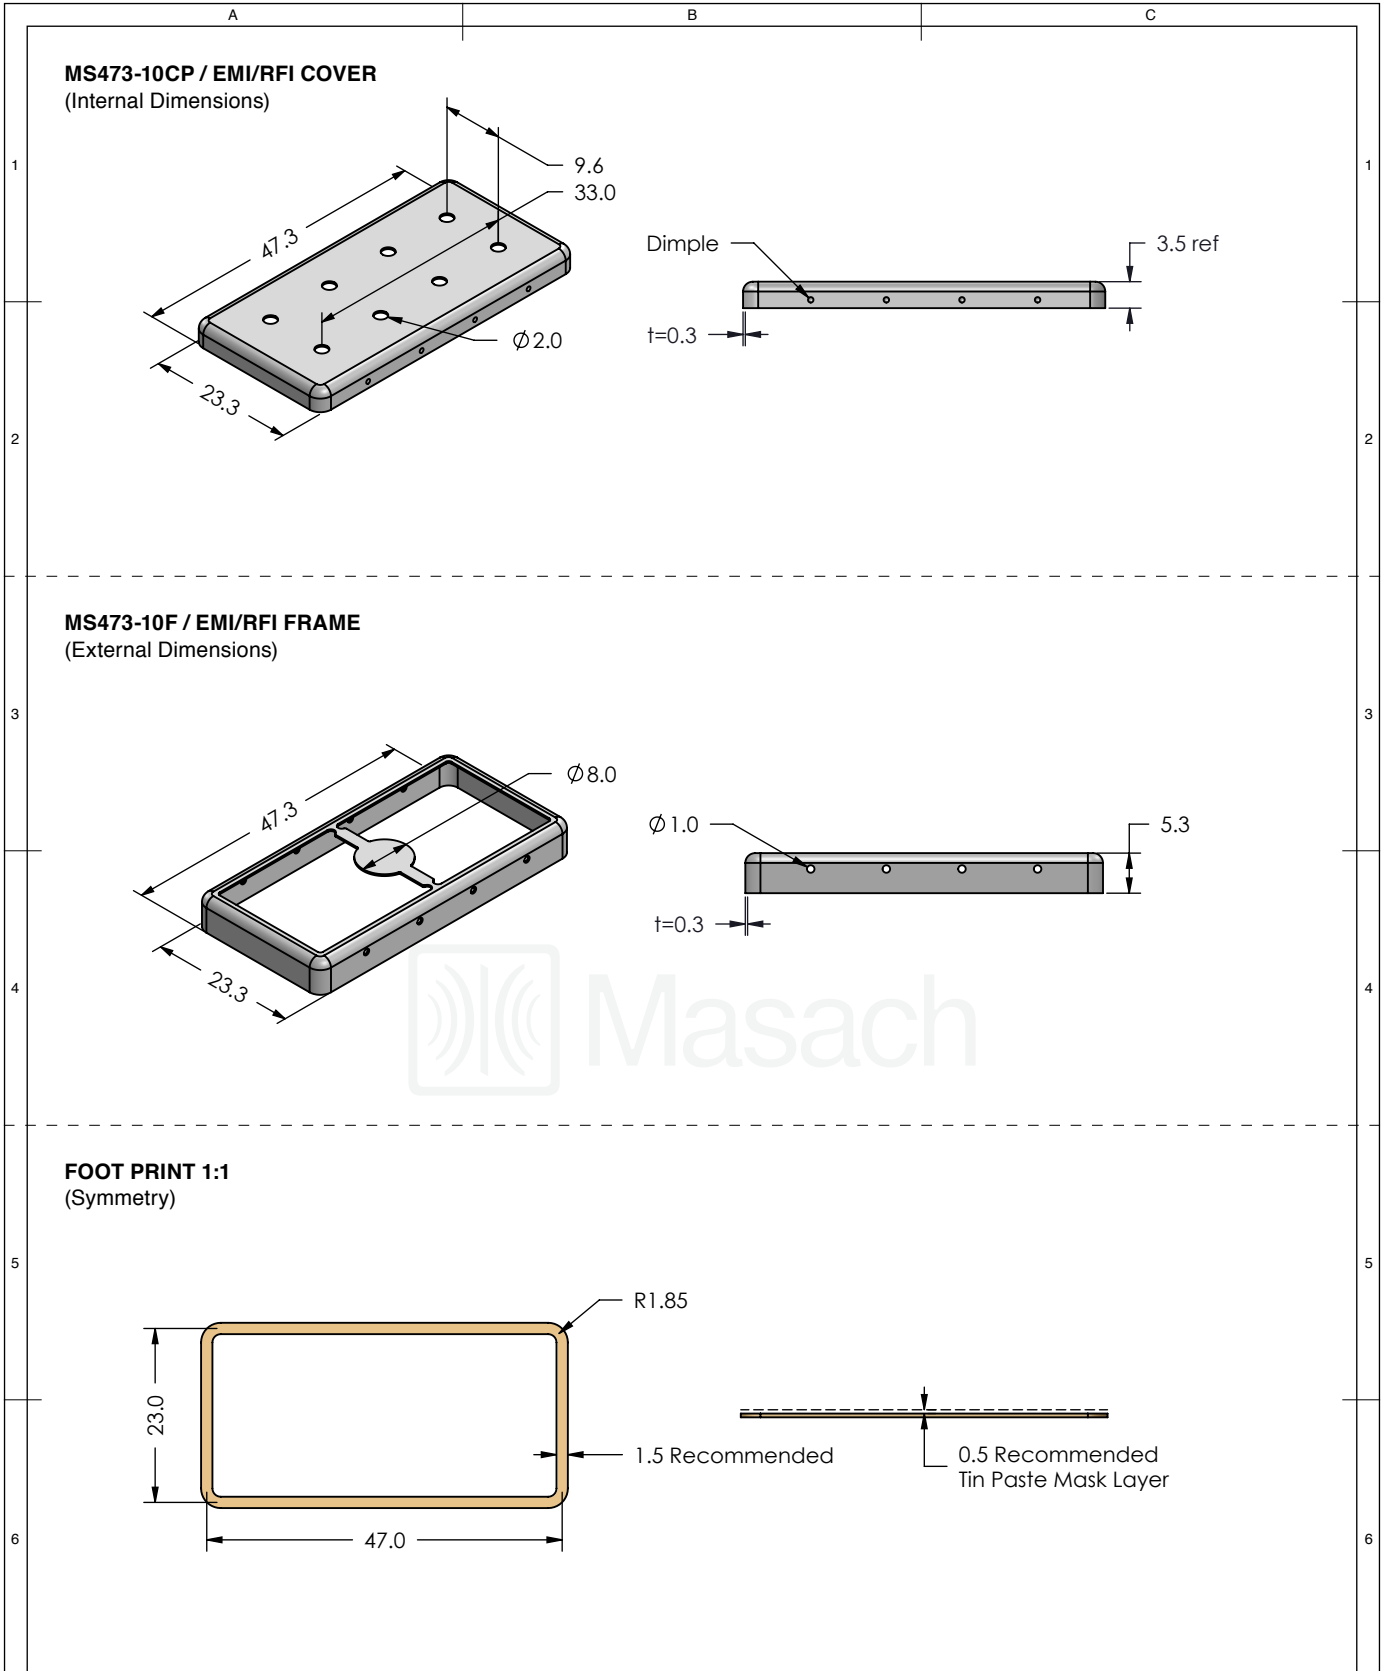 A
B
C
MS473-10CP / EMI/RFI COVER
(Internal Dimensions)
1
9.6
33.0
1
47.3
Dimple
3.5 ref
t=0.3
Ø2.0
23.3
2
2
MS473-10F / EMI/RFI FRAME
(External Dimensions)
3
3
Ø8.0
47.3
Ø1.0
5.3
t=0.3
23.3
4
4
Masach
FOOT PRINT 1:1
(Symmetry)
5
5
R1.85
23.0
1.5 Recommended
0.5 Recommended
Tin Paste Mask Layer
47.0
6
6